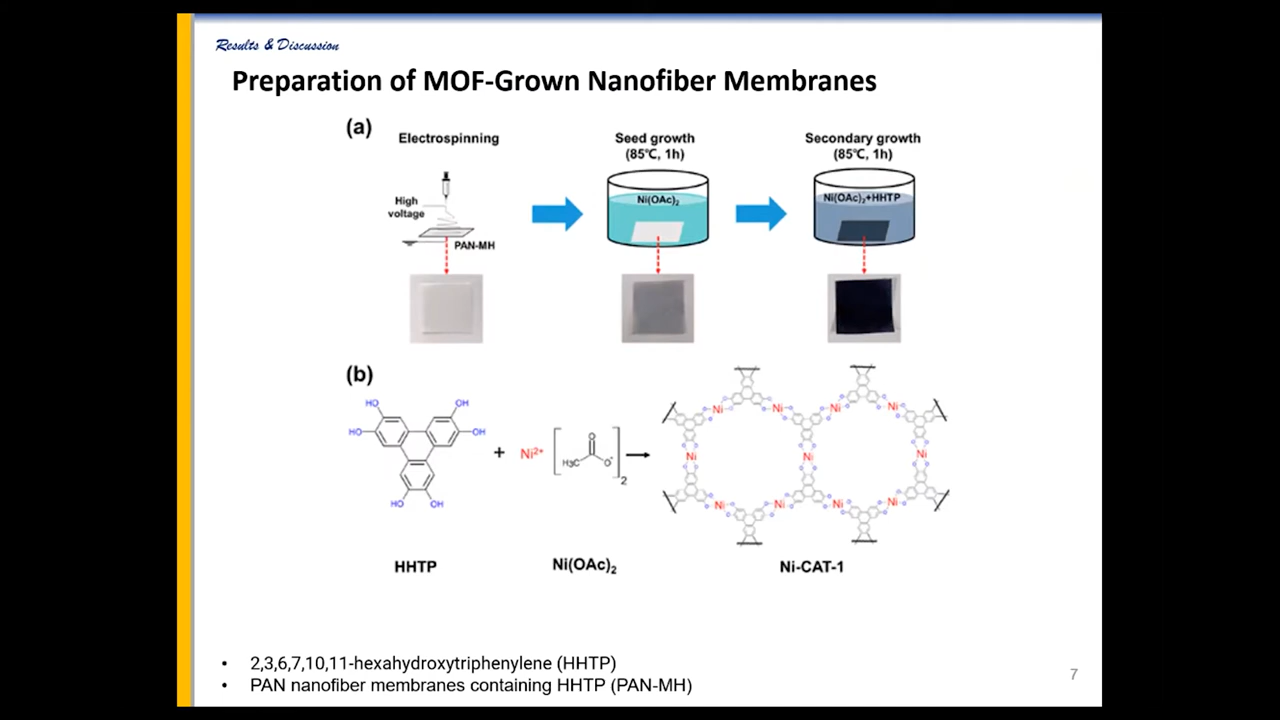 Results & Discussion
Preparation of MOF-Grown Nanofiber Membranes
(a)
Electrospinning
Seed growth
(85℃, 1h)
Secondary growth
(85℃, 1h)
High
voltage
PAN-MH
Ni(OAc)₂
Ni(OAc)₂+HHTP
(b)
HO
OH
HO
OH
HO
OH
+
Ni²⁺
H₃C
O
O⁻
2
Ni
Ni
Ni
Ni
Ni
Ni
Ni
Ni
Ni
Ni
Ni
HHTP
Ni(OAc)₂
Ni-CAT-1
• 2,3,6,7,10,11-hexahydroxytriphenylene (HHTP)
• PAN nanofiber membranes containing HHTP (PAN-MH)
7